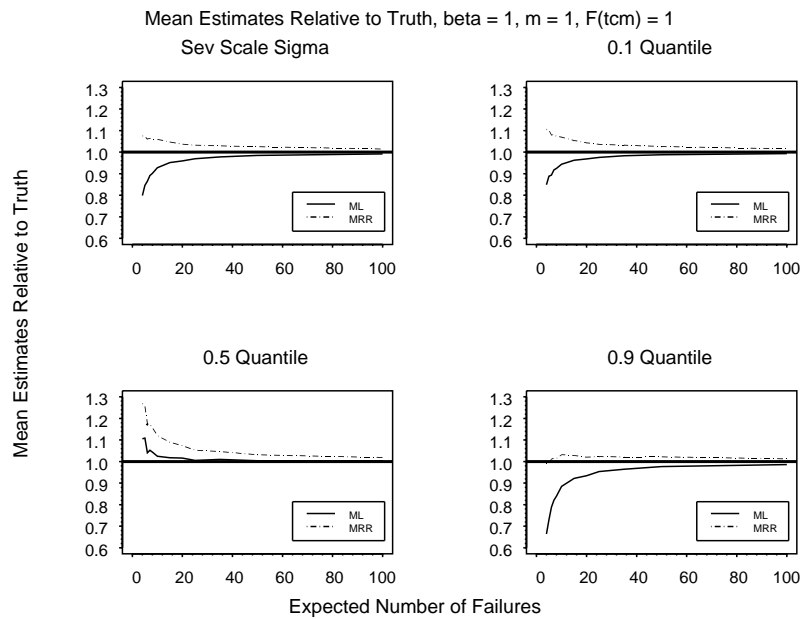 Mean Estimates Relative to Truth, beta = 1, m = 1, F(tcm) = 1
Sev Scale Sigma
1.3
1.2
1.1
1.0
0.9
0.8
0.7
0.6
0 20 40 60 80 100
ML
MRR
0.1 Quantile
1.3
1.2
1.1
1.0
0.9
0.8
0.7
0.6
0 20 40 60 80 100
ML
MRR
Mean Estimates Relative to Truth
0.5 Quantile
1.3
1.2
1.1
1.0
0.9
0.8
0.7
0.6
0 20 40 60 80 100
ML
MRR
0.9 Quantile
1.3
1.2
1.1
1.0
0.9
0.8
0.7
0.6
0 20 40 60 80 100
ML
MRR
Expected Number of Failures